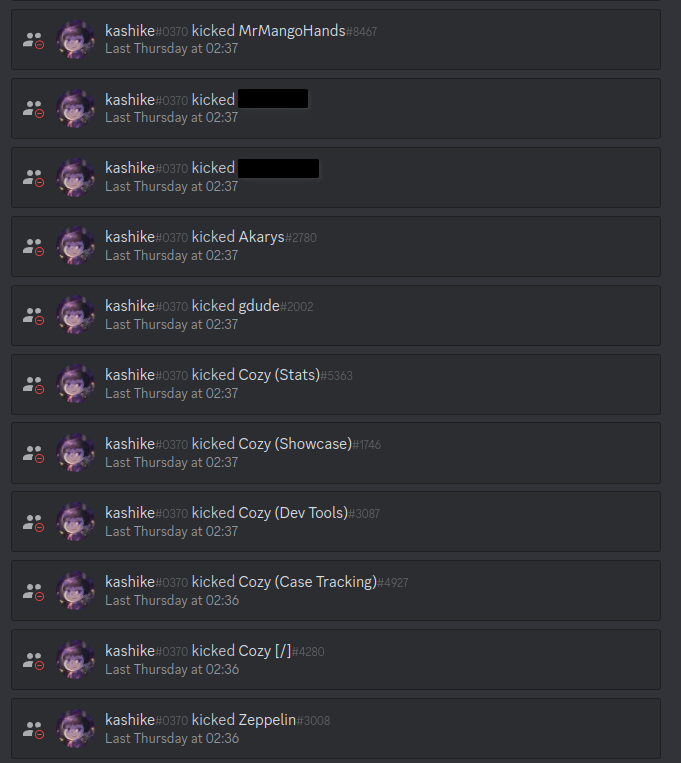 kashike#0370 kicked MrMangoHands#8467
Last Thursday at 02:37
kashike#0370 kicked
Last Thursday at 02:37
kashike#0370 kicked
Last Thursday at 02:37
kashike#0370 kicked Akarys#2780
Last Thursday at 02:37
kashike#0370 kicked gdude#2002
Last Thursday at 02:37
kashike#0370 kicked Cozy (Stats)#5363
Last Thursday at 02:37
kashike#0370 kicked Cozy (Showcase)#1746
Last Thursday at 02:37
kashike#0370 kicked Cozy (Dev Tools)#3087
Last Thursday at 02:37
kashike#0370 kicked Cozy (Case Tracking)#4927
Last Thursday at 02:36
kashike#0370 kicked Cozy [/]#4280
Last Thursday at 02:36
kashike#0370 kicked Zeppelin#3008
Last Thursday at 02:36